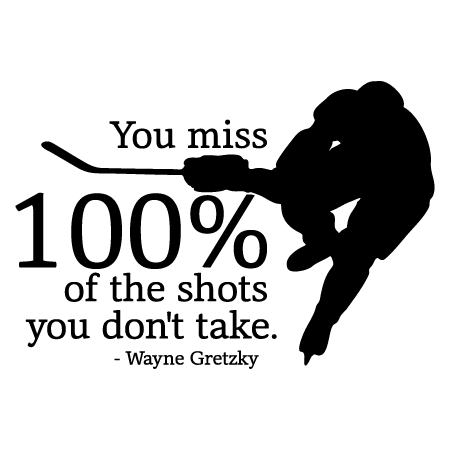 You miss
100%
of the shots
you don't take.
- Wayne Gretzky